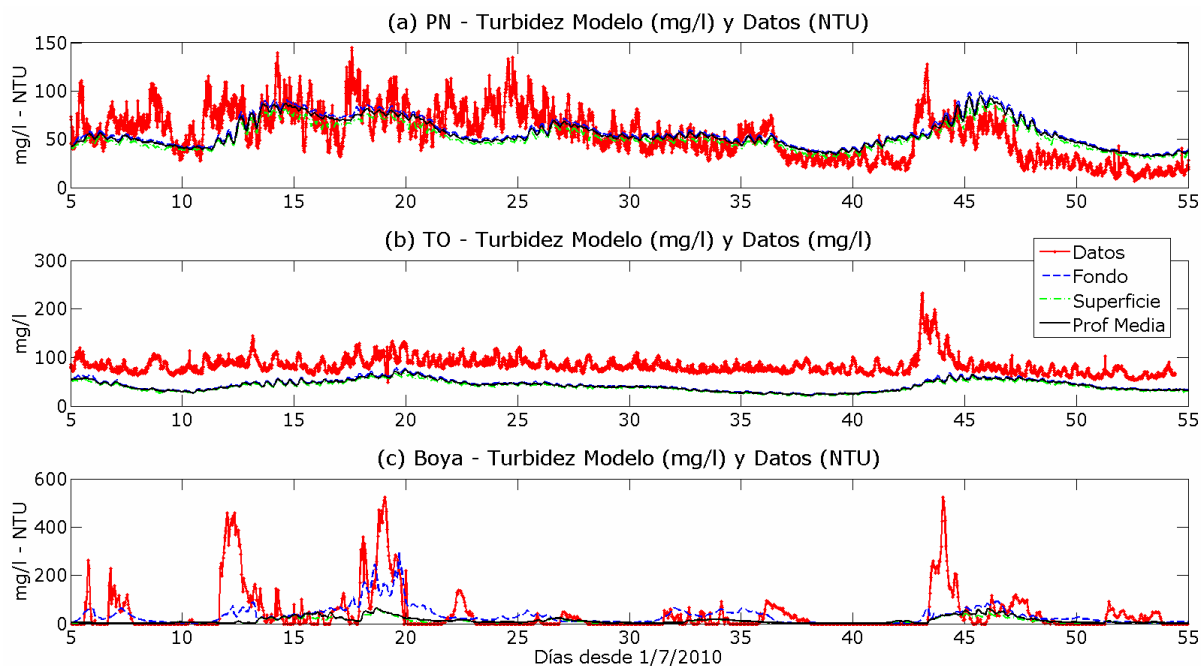 (a) PN - Turbidez Modelo (mg/l) y Datos (NTU)
mg/l - NTU
150
100
50
0
5 10 15 20 25 30 35 40 45 50 55
(b) TO - Turbidez Modelo (mg/l) y Datos (mg/l)
mg/l
300
200
100
0
Datos
Fondo
Superficie
Prof Media
5 10 15 20 25 30 35 40 45 50 55
(c) Boya - Turbidez Modelo (mg/l) y Datos (NTU)
mg/l - NTU
600
400
200
0
5 10 15 20 25 30 35 40 45 50 55
Días desde 1/7/2010